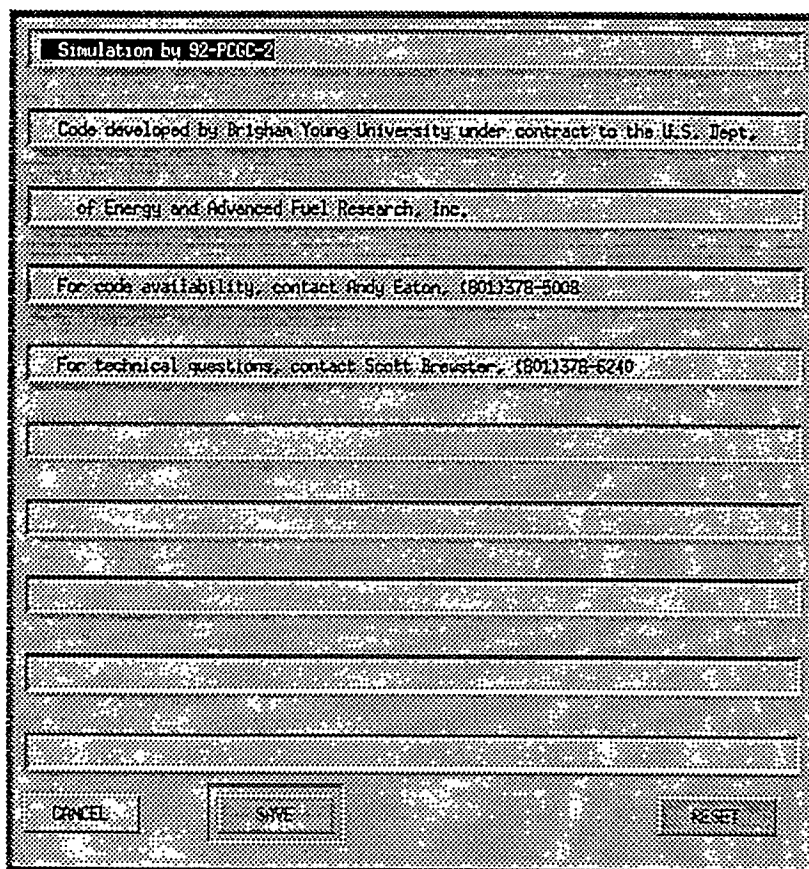 Simulation by 92-PCGC-2
Code developed by Brigham Young University under contract to the U.S. Dept.
of Energy and Advanced Fuel Research, Inc.
For code availability, contact Andy Eaton, (801)378-5008
For technical questions, contact Scott Brewster, (801)378-6240
CANCEL SAVE RESET